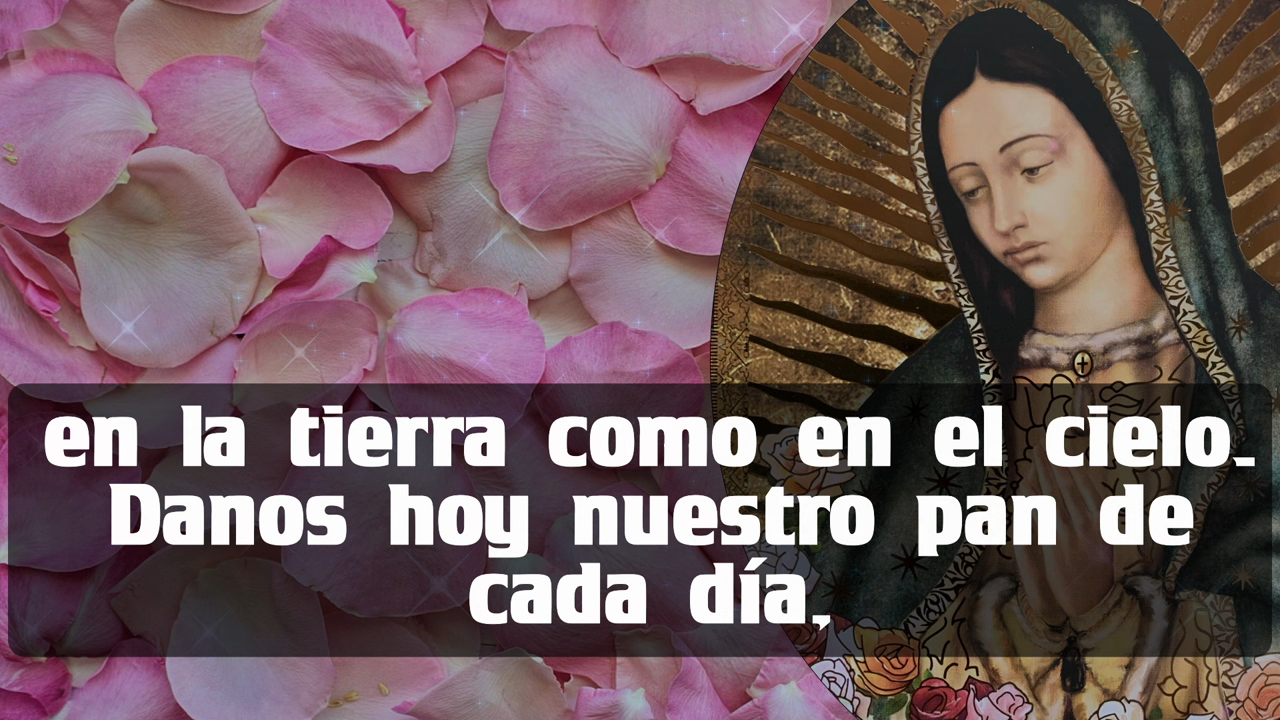 en la tierra como en el cielo.
Danos hoy nuestro pan de
cada día,